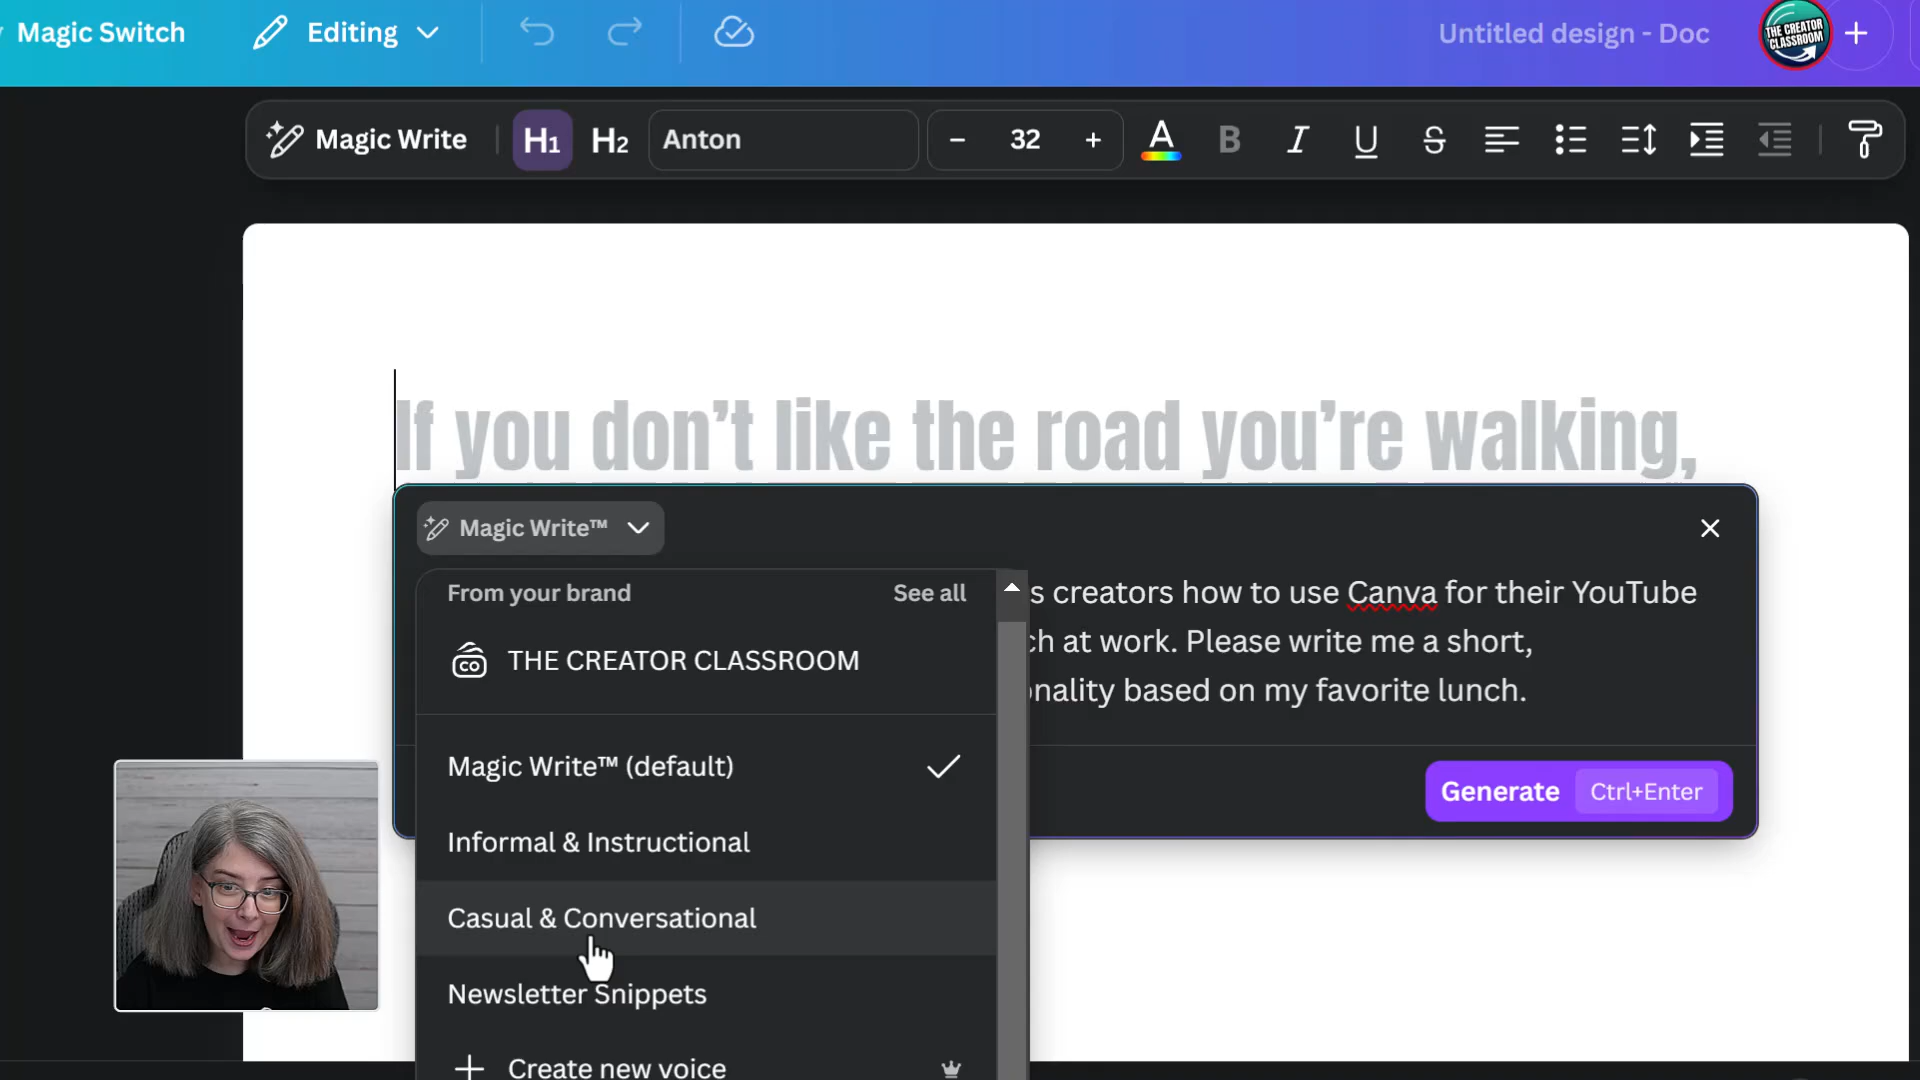 Magic Switch Editing Untitled design - Doc THE CREATOR CLASSROOM
Magic Write H1 H2 Anton – 32 + A B I U S
If you don't like the road you're walking,
Magic Write™
From your brand See all
s creators how to use Canva for their YouTube
THE CREATOR CLASSROOM
ch at work. Please write me a short,
onality based on my favorite lunch.
Magic Write™ (default)
Generate Ctrl+Enter
Informal & Instructional
Casual & Conversational
Newsletter Snippets
+ Create new voice